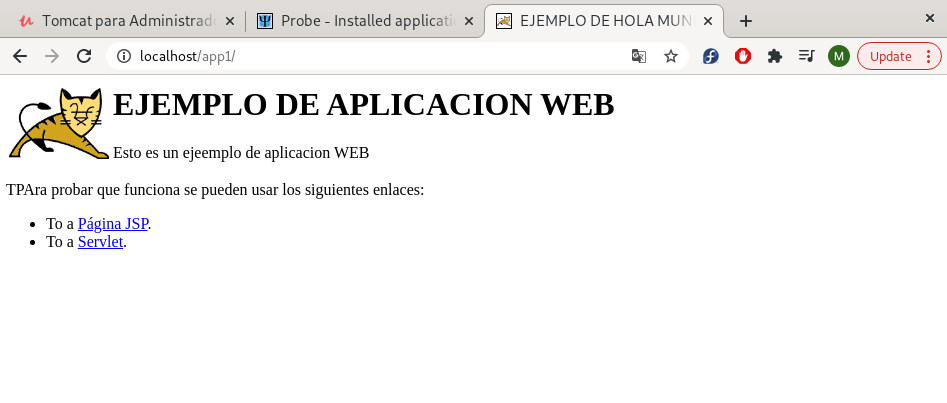 Tomcat para Administrad
Probe - Installed applicati
EJEMPLO DE HOLA MUN
localhost/app1/
M
Update
EJEMPLO DE APLICACION WEB
Esto es un ejeemplo de aplicacion WEB
TPAra probar que funciona se pueden usar los siguientes enlaces:
To a Página JSP.
To a Servlet.